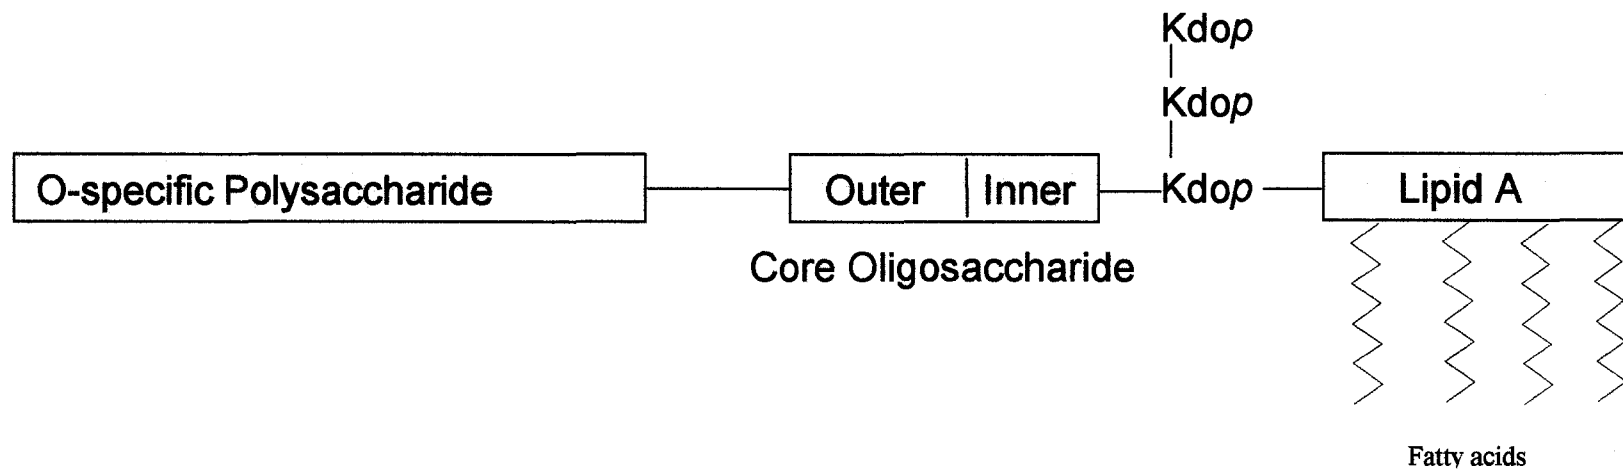 Kdop
Kdop
O-specific Polysaccharide
Outer
Inner
Kdop
Lipid A
Core Oligosaccharide
Fatty acids